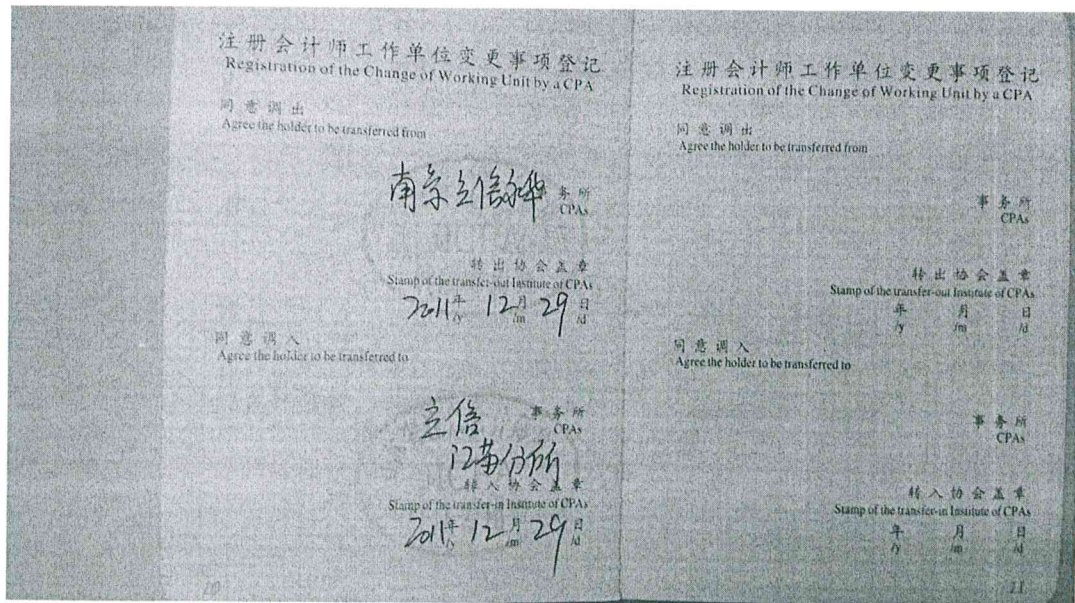 注册会计师工作单位变更事项登记
Registration of the Change of Working Unit by a CPA
同意调出
Agree the holder to be transferred from
南京立信永华 事务所
CPAs
转出协会盖章
Stamp of the transfer-out Institute of CPAs
2011年 12月 29日
/y /m /d
同意调入
Agree the holder to be transferred to
立信 事务所
CPAs
江苏分所
转入协会盖章
Stamp of the transfer-in Institute of CPAs
2011年 12月 29日
/y /m /d
10
注册会计师工作单位变更事项登记
Registration of the Change of Working Unit by a CPA
同意调出
Agree the holder to be transferred from
事务所
CPAs
转出协会盖章
Stamp of the transfer-out Institute of CPAs
年 月 日
/y /m /d
同意调入
Agree the holder to be transferred to
事务所
CPAs
转入协会盖章
Stamp of the transfer-in Institute of CPAs
年 月 日
/y /m /d
11